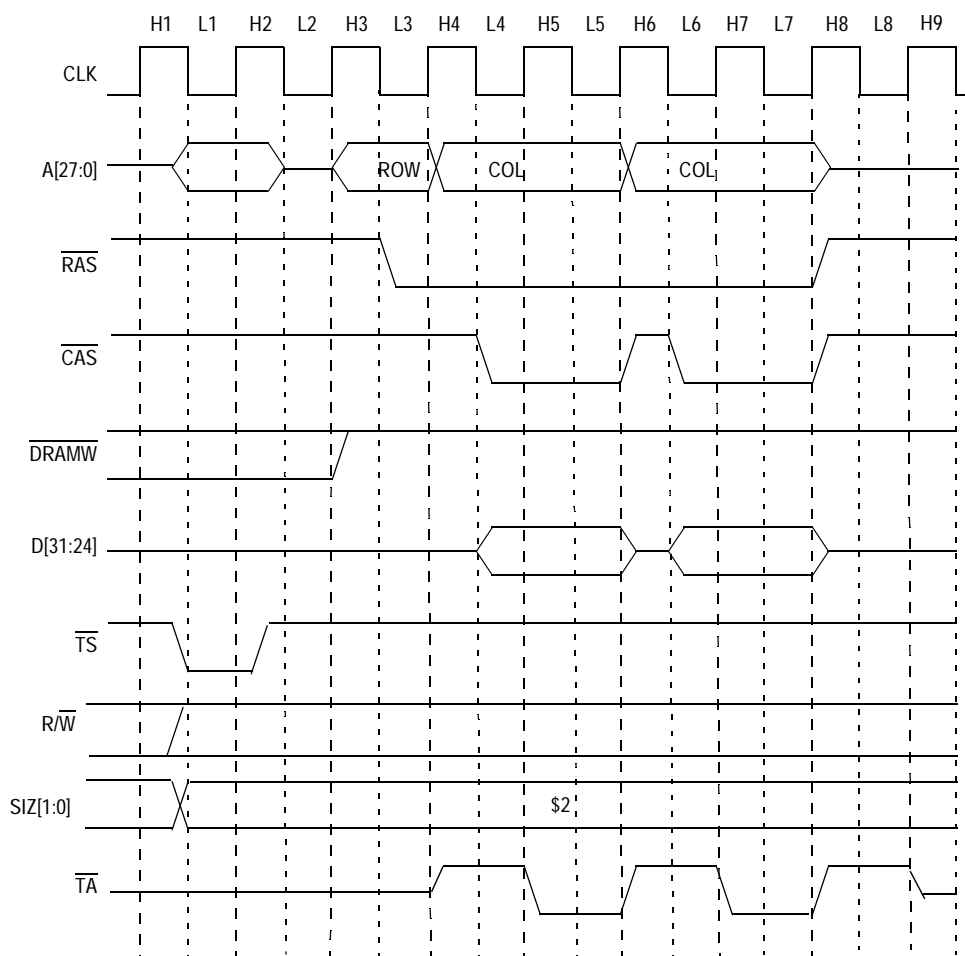 H1 L1 H2 L2 H3 L3 H4 L4 H5 L5 H6 L6 H7 L7 H8 L8 H9
CLK
A[27:0] ROW COL COL
RAS
CAS
DRAMW
D[31:24]
TS
R/W
SIZ[1:0] $2
TA